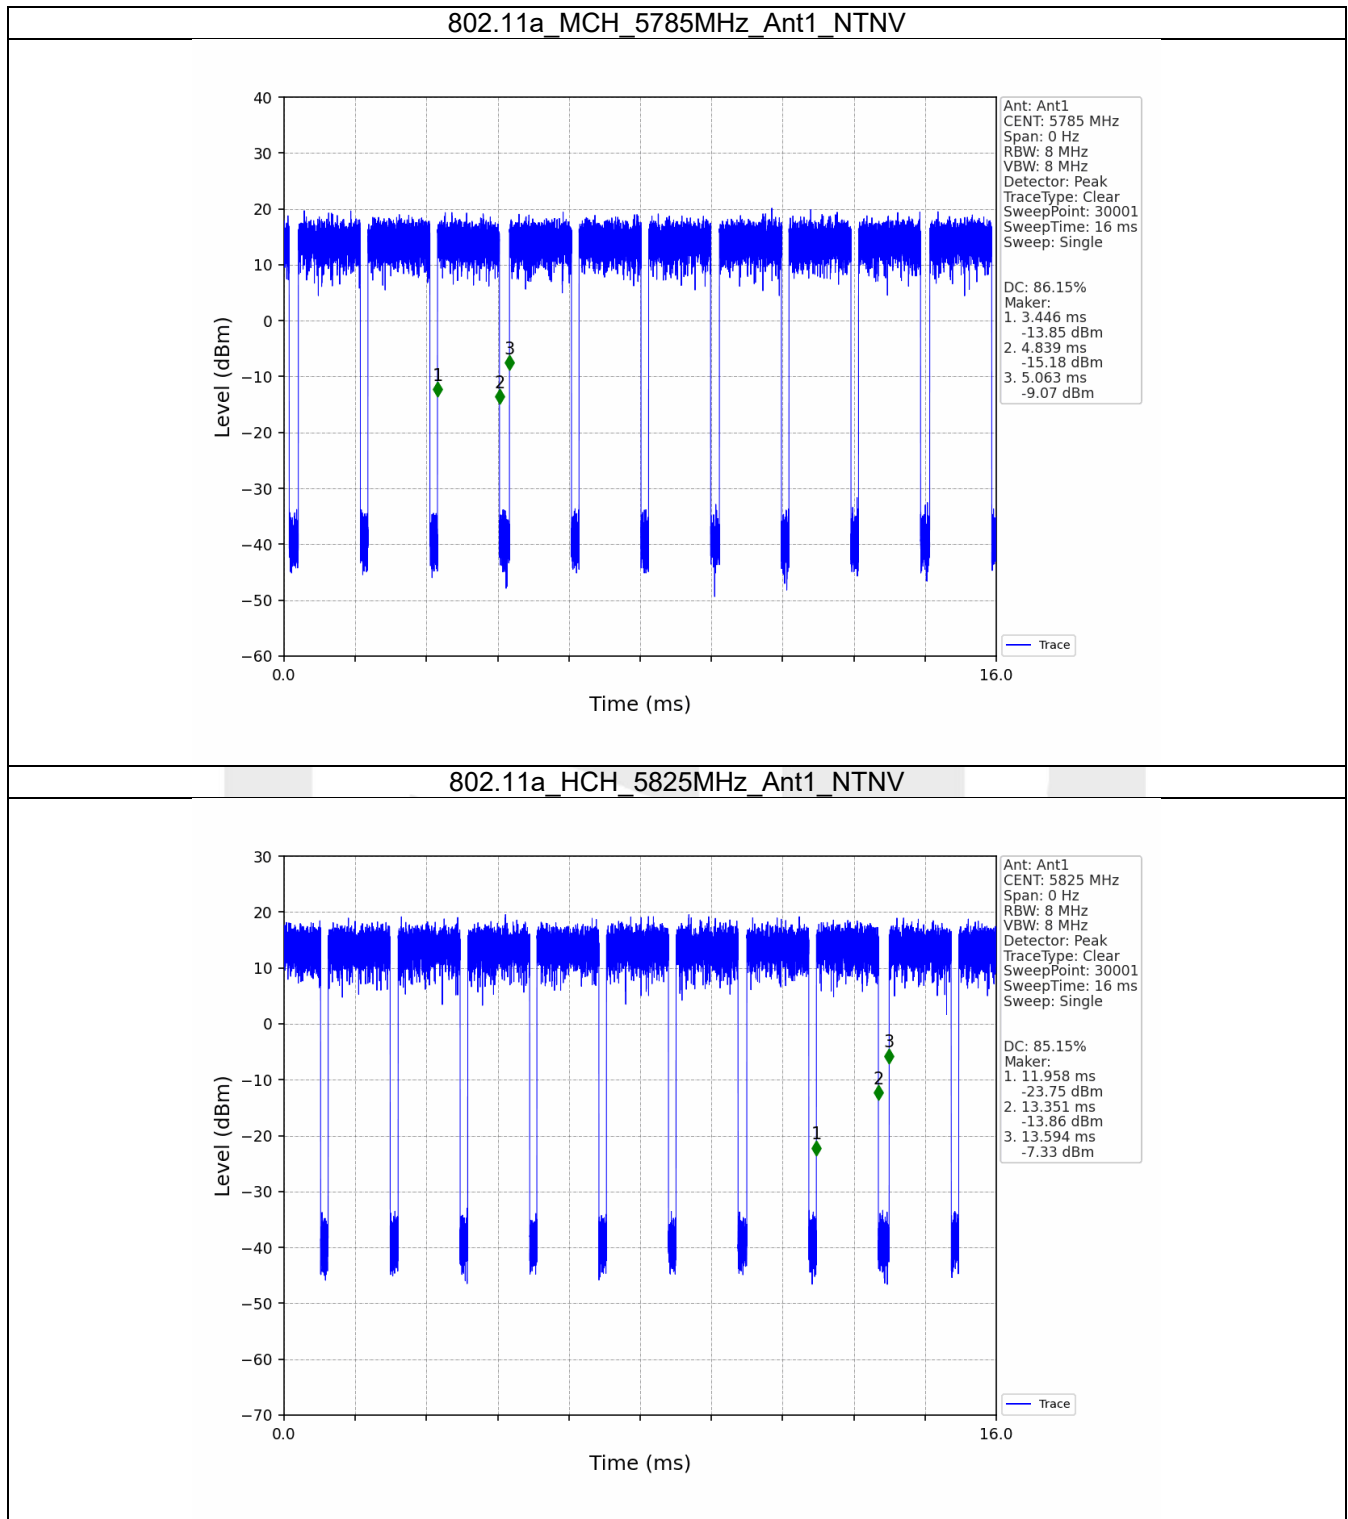 802.11a_MCH_5785MHz_Ant1_NTNV
40
30
20
10
0
−10
−20
−30
−40
−50
−60
Level (dBm)
0.0
16.0
Time (ms)
1
2
3
Ant: Ant1
CENT: 5785 MHz
Span: 0 Hz
RBW: 8 MHz
VBW: 8 MHz
Detector: Peak
TraceType: Clear
SweepPoint: 30001
SweepTime: 16 ms
Sweep: Single
DC: 86.15%
Maker:
1. 3.446 ms
-13.85 dBm
2. 4.839 ms
-15.18 dBm
3. 5.063 ms
-9.07 dBm
Trace
802.11a_HCH_5825MHz_Ant1_NTNV
30
20
10
0
−10
−20
−30
−40
−50
−60
−70
Level (dBm)
0.0
16.0
Time (ms)
1
2
3
Ant: Ant1
CENT: 5825 MHz
Span: 0 Hz
RBW: 8 MHz
VBW: 8 MHz
Detector: Peak
TraceType: Clear
SweepPoint: 30001
SweepTime: 16 ms
Sweep: Single
DC: 85.15%
Maker:
1. 11.958 ms
-23.75 dBm
2. 13.351 ms
-13.86 dBm
3. 13.594 ms
-7.33 dBm
Trace